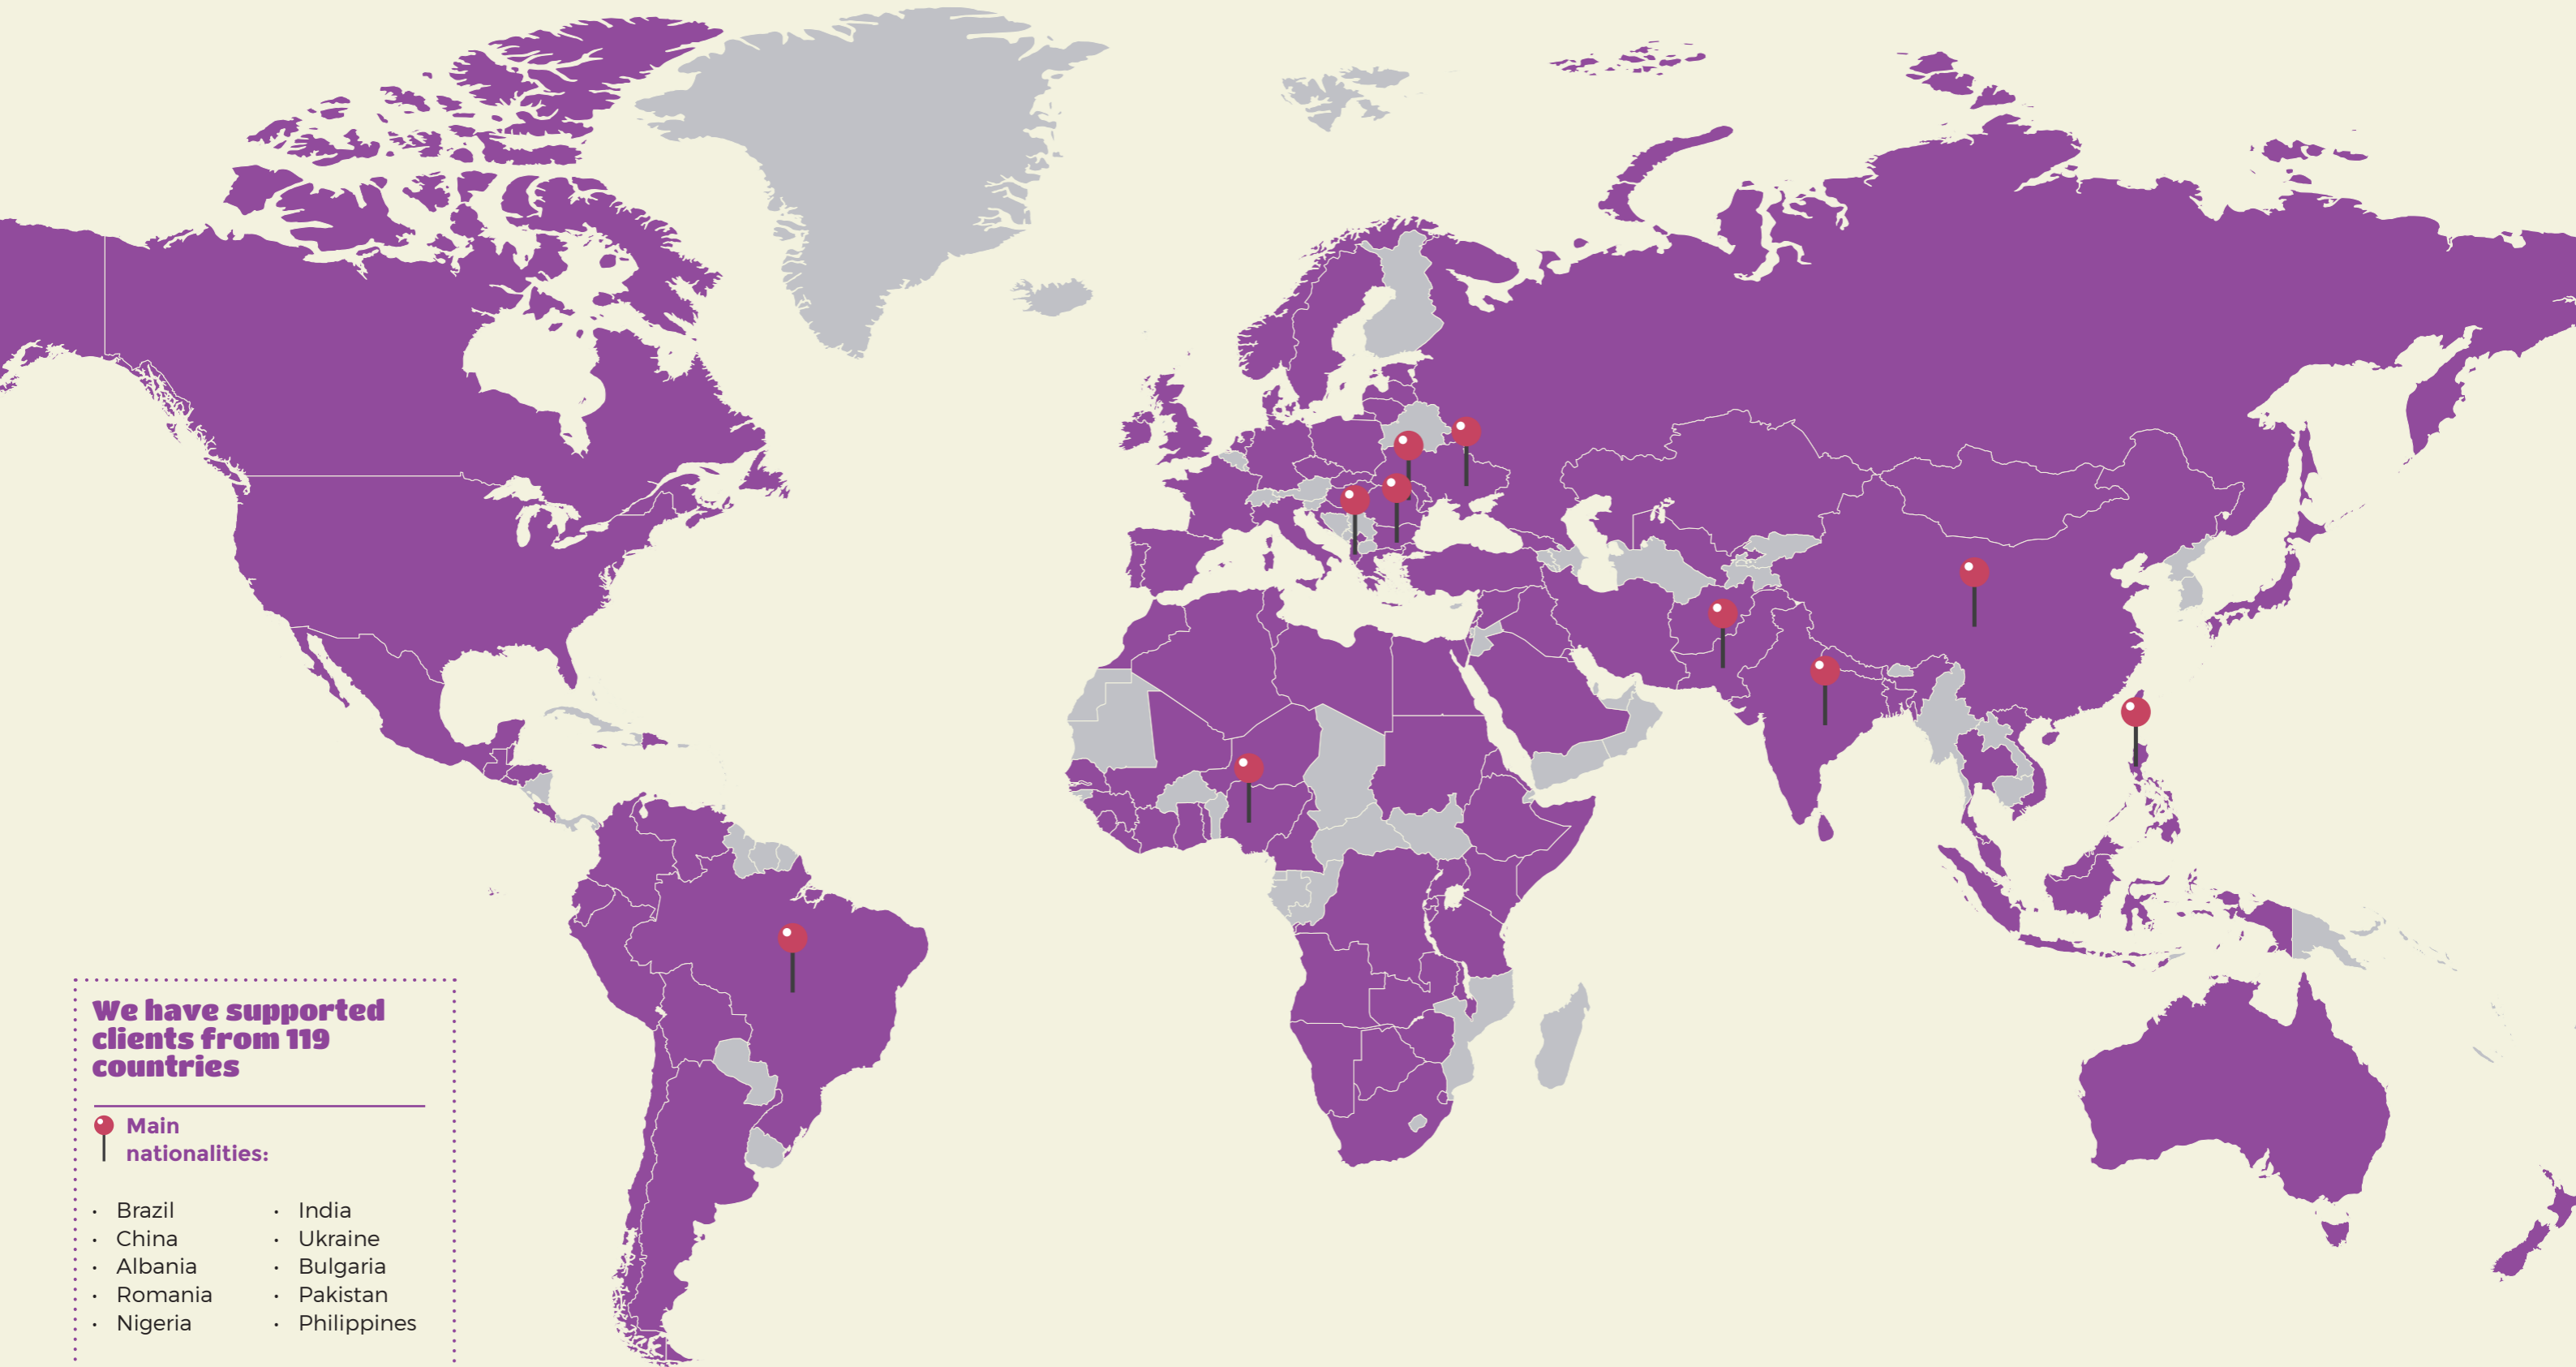 We have supported
clients from 119
countries
Main
nationalities:
• Brazil
• China
• Albania
• Romania
• Nigeria
• India
• Ukraine
• Bulgaria
• Pakistan
• Philippines